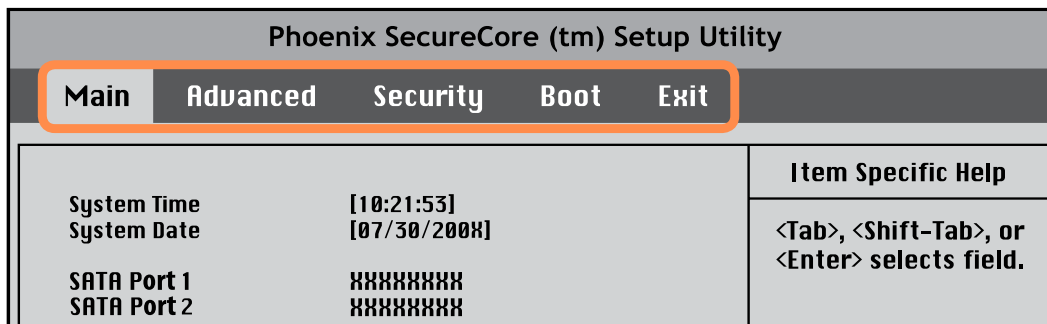 Phoenix SecureCore (tm) Setup Utility
Main Advanced Security Boot Exit
Item Specific Help
System Time [10:21:53]
System Date [07/30/200X]
<Tab>, <Shift-Tab>, or
<Enter> selects field.
SATA Port 1 XXXXXXXX
SATA Port 2 XXXXXXXX